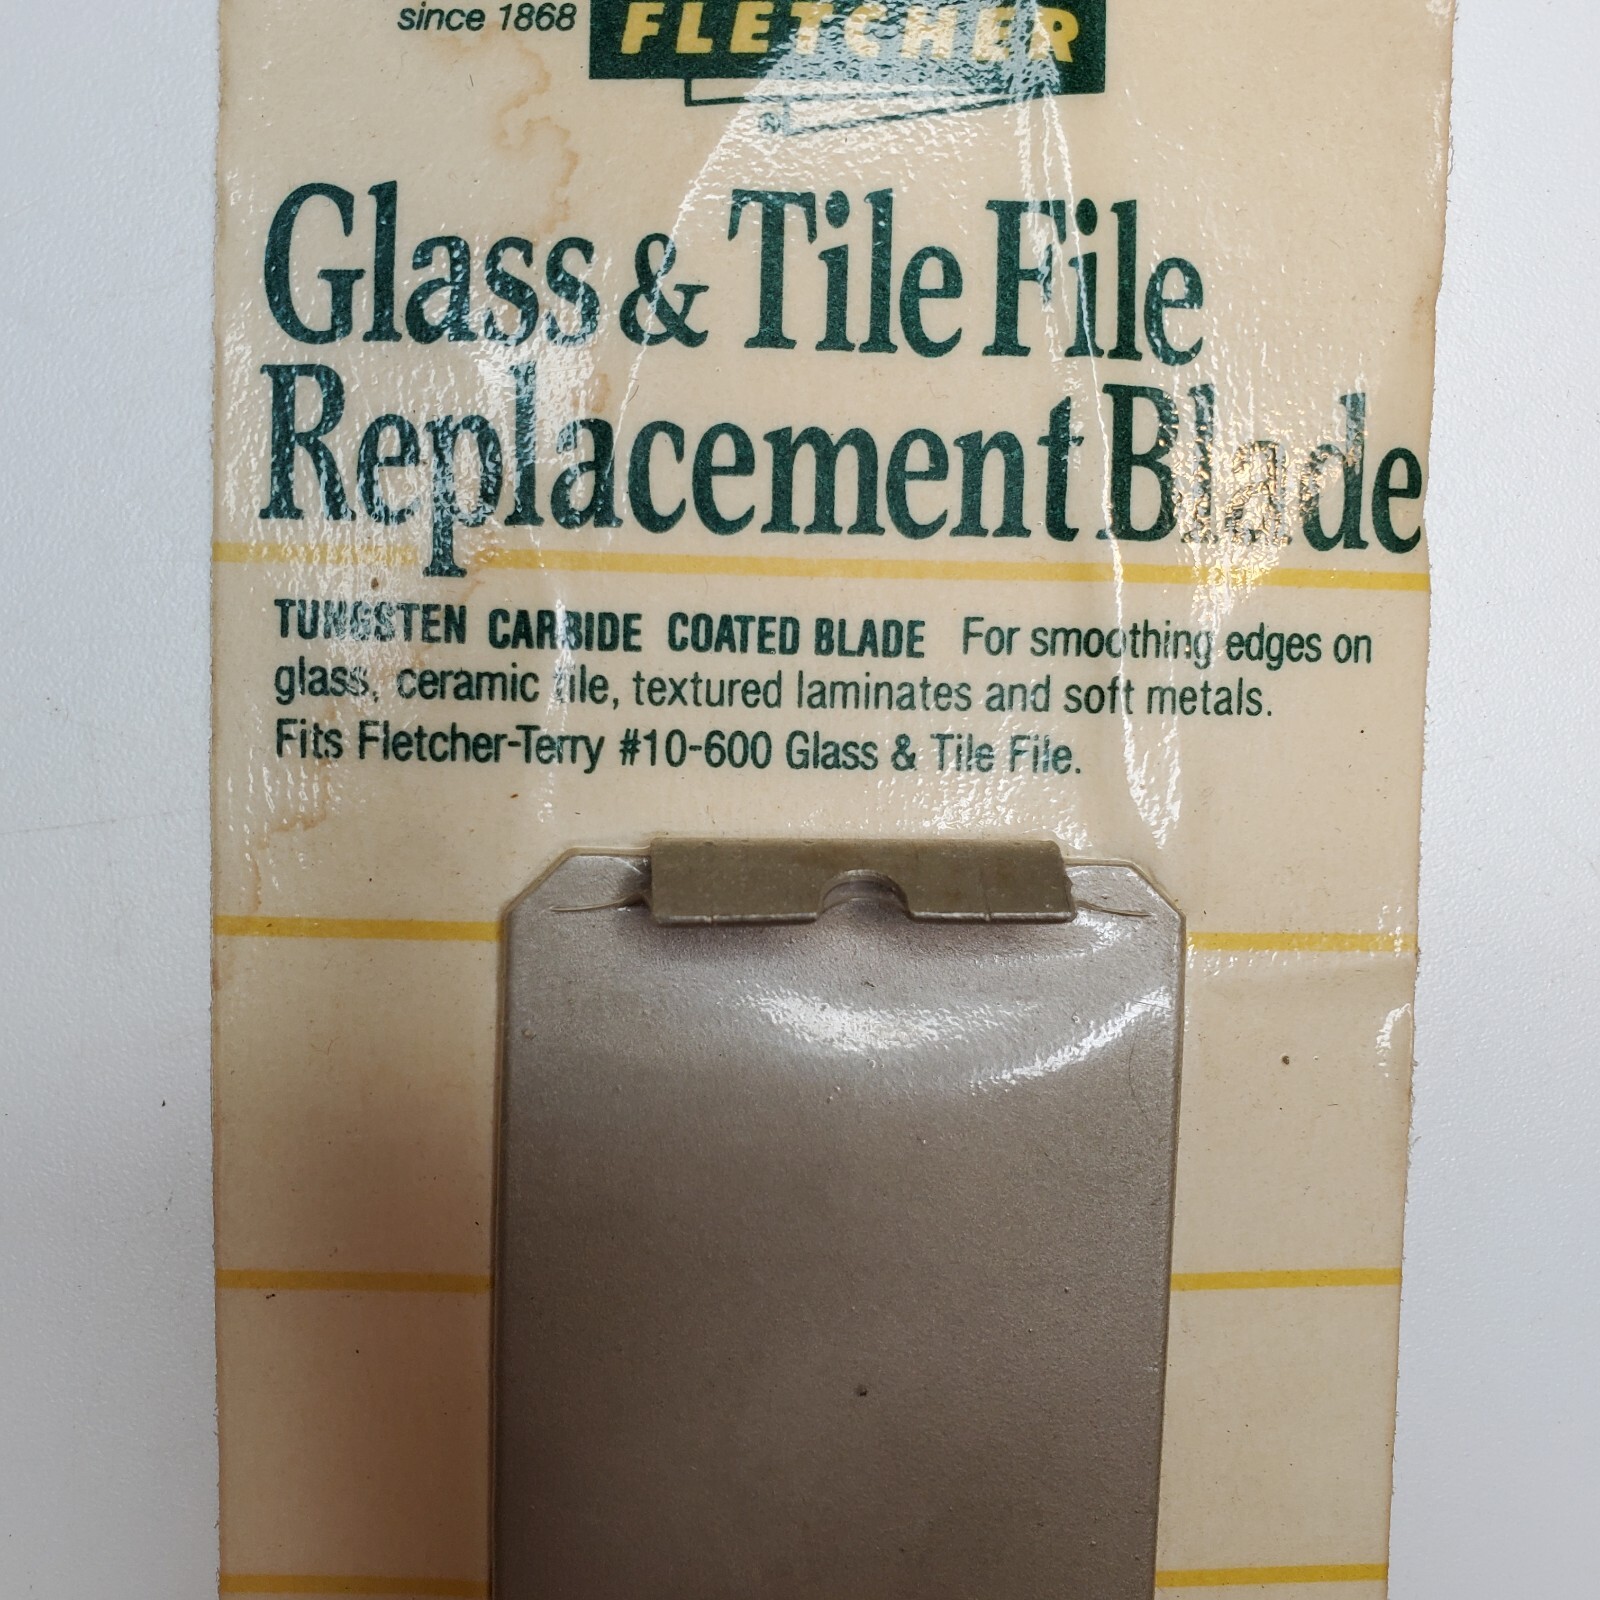 since 1868 FLETCHER
Glass & Tile File
Replacement Blade
TUNGSTEN CARBIDE COATED BLADE For smoothing edges on
glass, ceramic tile, textured laminates and soft metals.
Fits Fletcher-Terry #10-600 Glass & Tile File.